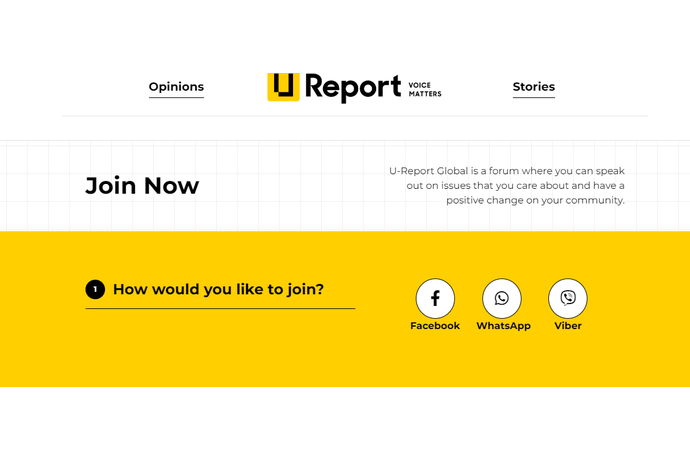 Opinions
U Report VOICE
MATTERS
Stories
Join Now
U-Report Global is a forum where you can speak
out on issues that you care about and have a
positive change on your community.
1 How would you like to join?
Facebook WhatsApp Viber